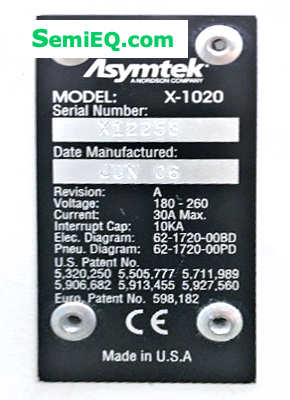 SemiEQ.com
Asymtek
A NORDSON COMPANY
MODEL: X-1020
Serial Number:
X12258
Date Manufactured:
JUN 06
Revision: A
Voltage: 180 - 260
Current: 30A Max.
Interrupt Cap: 10KA
Elec. Diagram: 62-1720-00BD
Pneu. Diagram: 62-1720-00PD
U.S. Patent No.
5,320,250 5,505,777 5,711,989
5,906,682 5,913,455 5,927,560
Euro. Patent No. 598,182
CE
Made in U.S.A